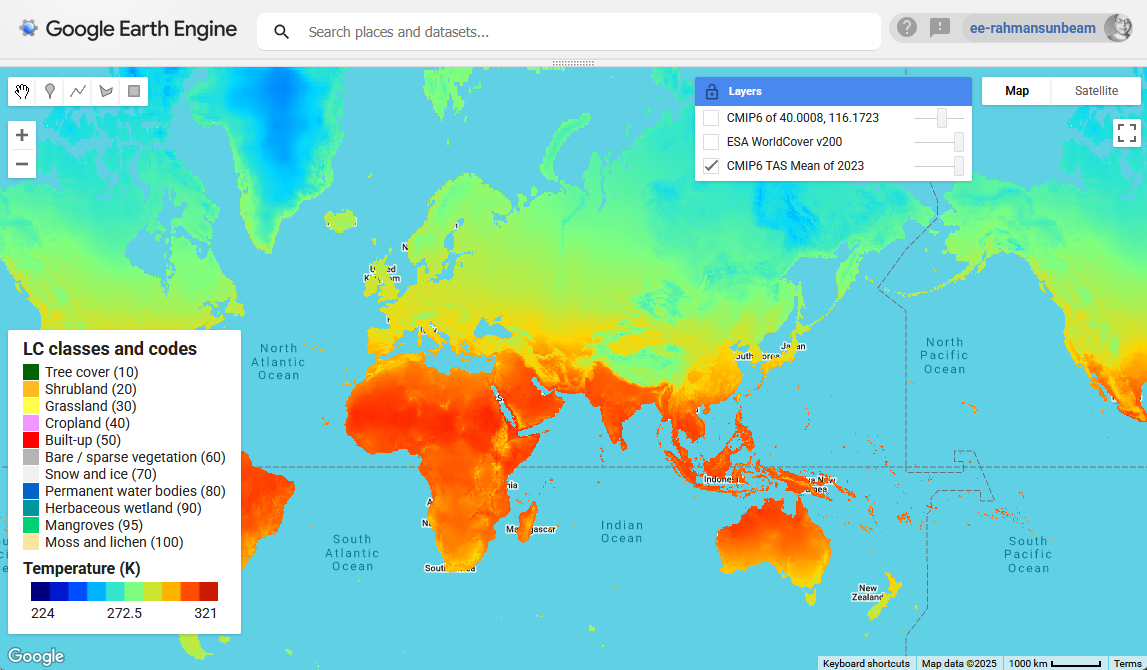 Google Earth Engine
Search places and datasets...
ee-rahmansunbeam
Layers
CMIP6 of 40.0008, 116.1723
ESA WorldCover v200
CMIP6 TAS Mean of 2023
Map
Satellite
North
Atlantic
Ocean
North
Pacific
Ocean
LC classes and codes
Tree cover (10)
Shrubland (20)
Grassland (30)
Cropland (40)
Built-up (50)
Bare / sparse vegetation (60)
Snow and ice (70)
Permanent water bodies (80)
Herbaceous wetland (90)
Mangroves (95)
Moss and lichen (100)
Temperature (K)
224
272.5
321
Indian
Ocean
South
Atlantic
Ocean
South
Pacific
Ocean
New
Zealand
Google
Keyboard shortcuts
Map data ©2025
1000 km
Terms